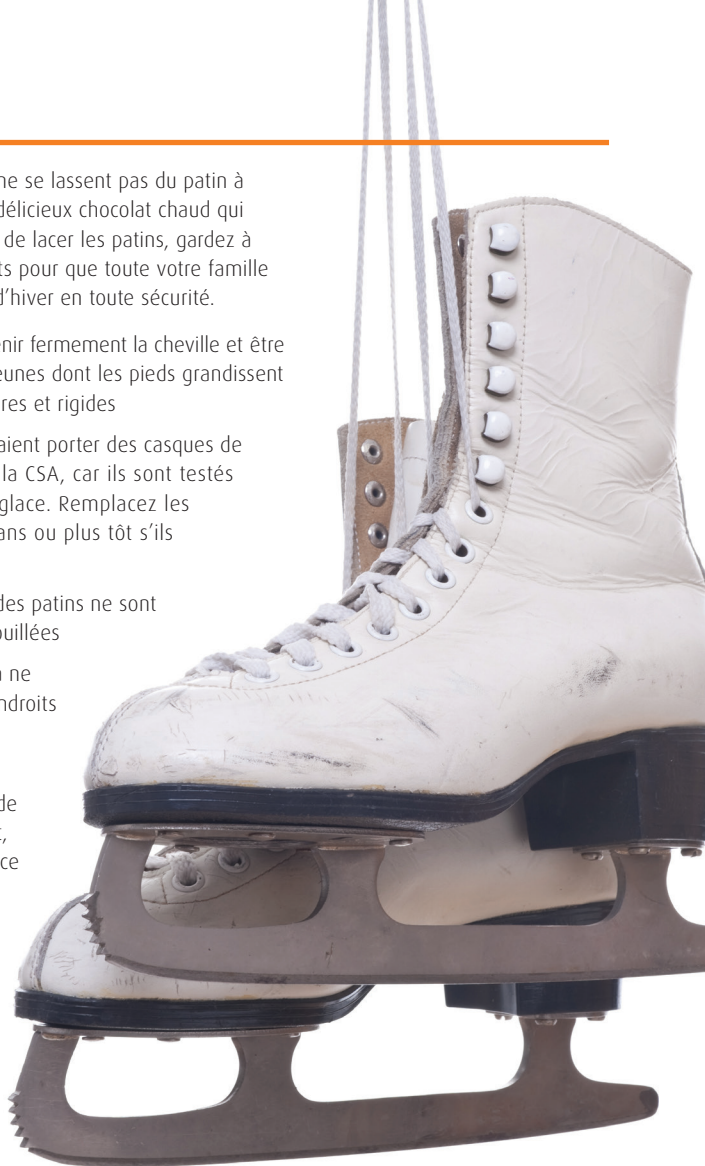 ne se lassent pas du patin à
délicieux chocolat chaud qui
de lacer les patins, gardez à
ts pour que toute votre famille
d'hiver en toute sécurité.
enir fermement la cheville et être
eunes dont les pieds grandissent
res et rigides
aient porter des casques de
la CSA, car ils sont testés
glace. Remplacez les
ans ou plus tôt s'ils
des patins ne sont
ouillées
n ne
ndroits
de
,
ce